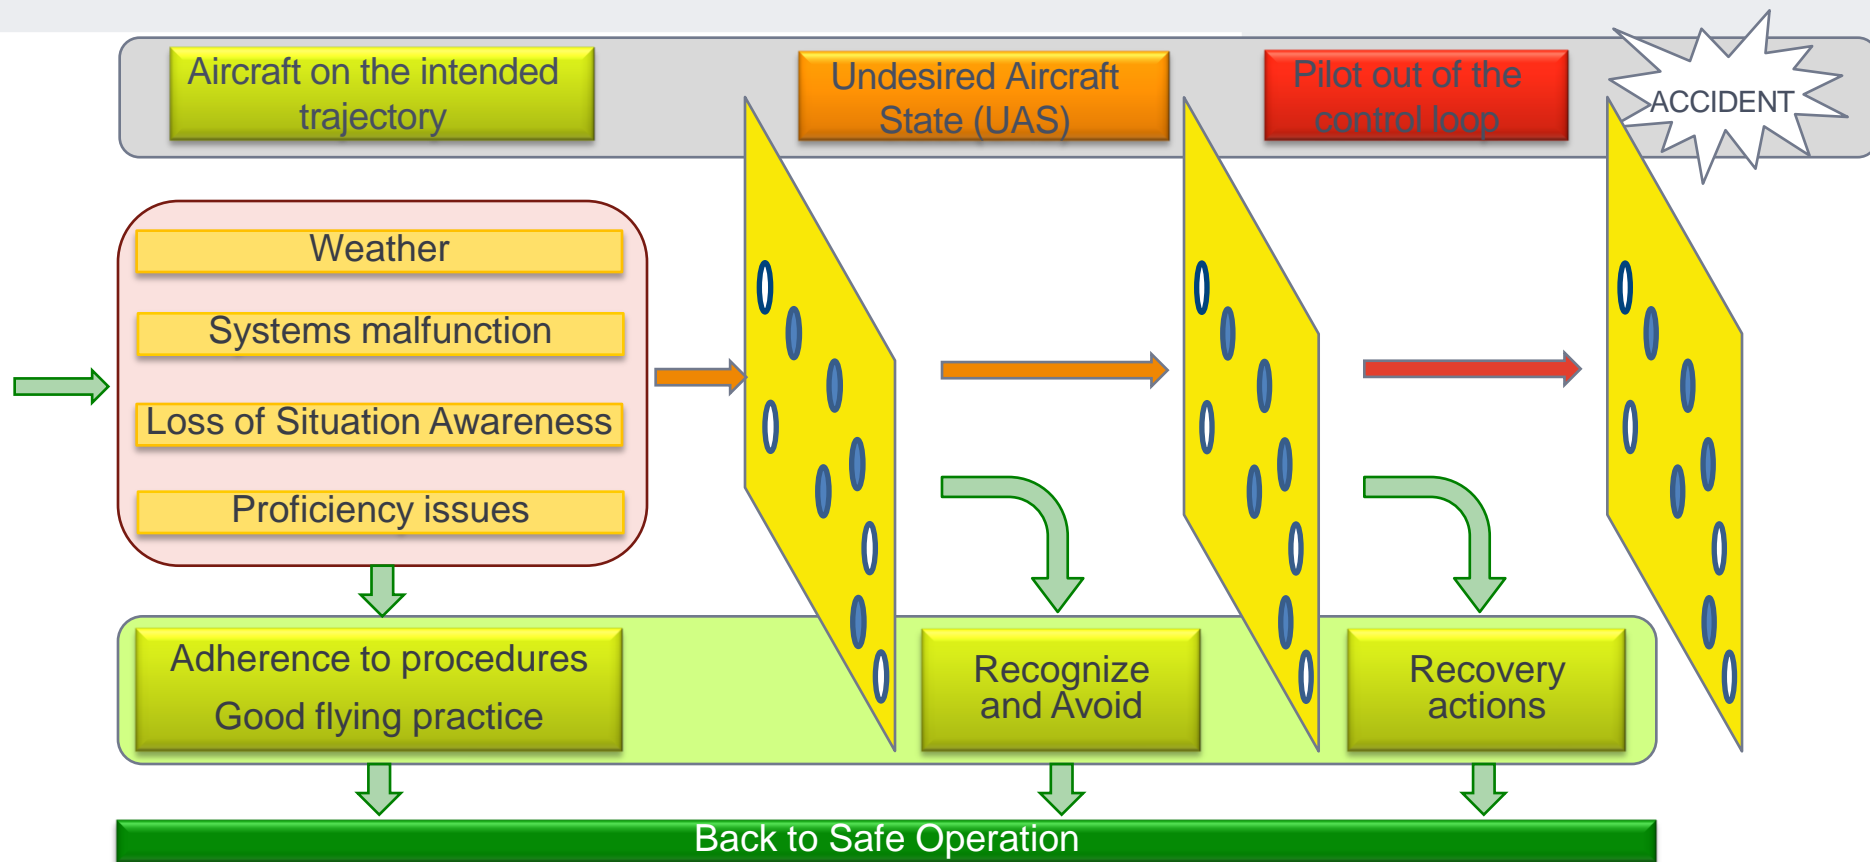 Aircraft on the intended
trajectory
Undesired Aircraft
State (UAS)
Pilot out of the
control loop
ACCIDENT
Weather
Systems malfunction
Loss of Situation Awareness
Proficiency issues
Adherence to procedures
Good flying practice
Recognize
and Avoid
Recovery
actions
Back to Safe Operation